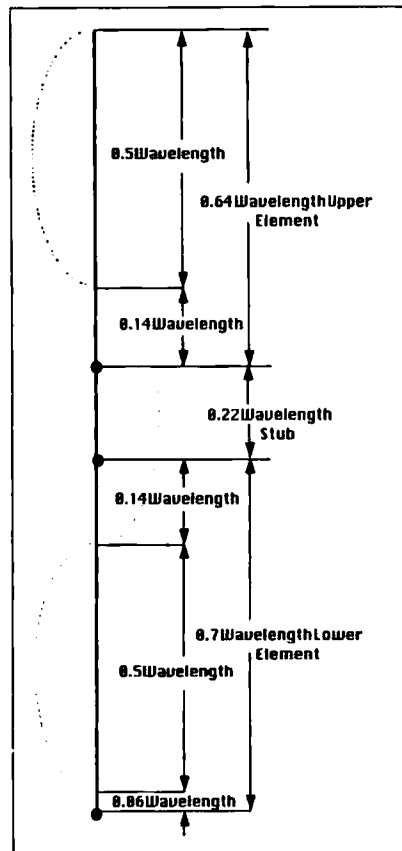 0.5Wavelength
0.64WavelengthUpper
Element
0.14Wavelength
0.22Wavelength
Stub
0.14Wavelength
0.7WavelengthLower
Element
0.5Wavelength
0.06Wavelength